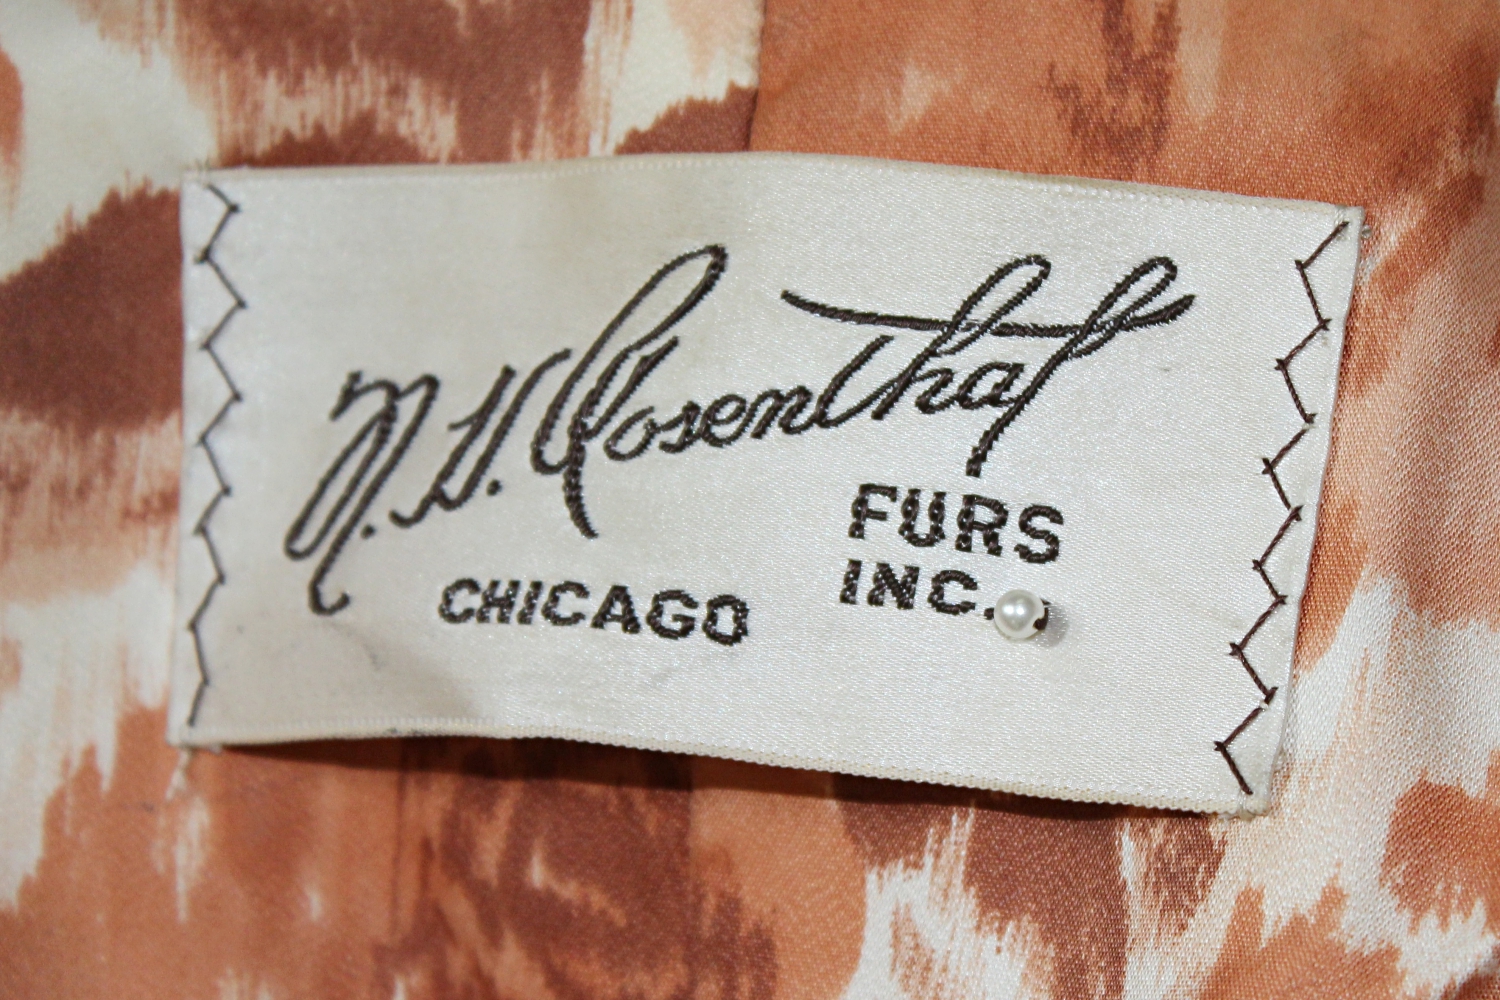 N. H. Rosenthal
FURS
CHICAGO INC.